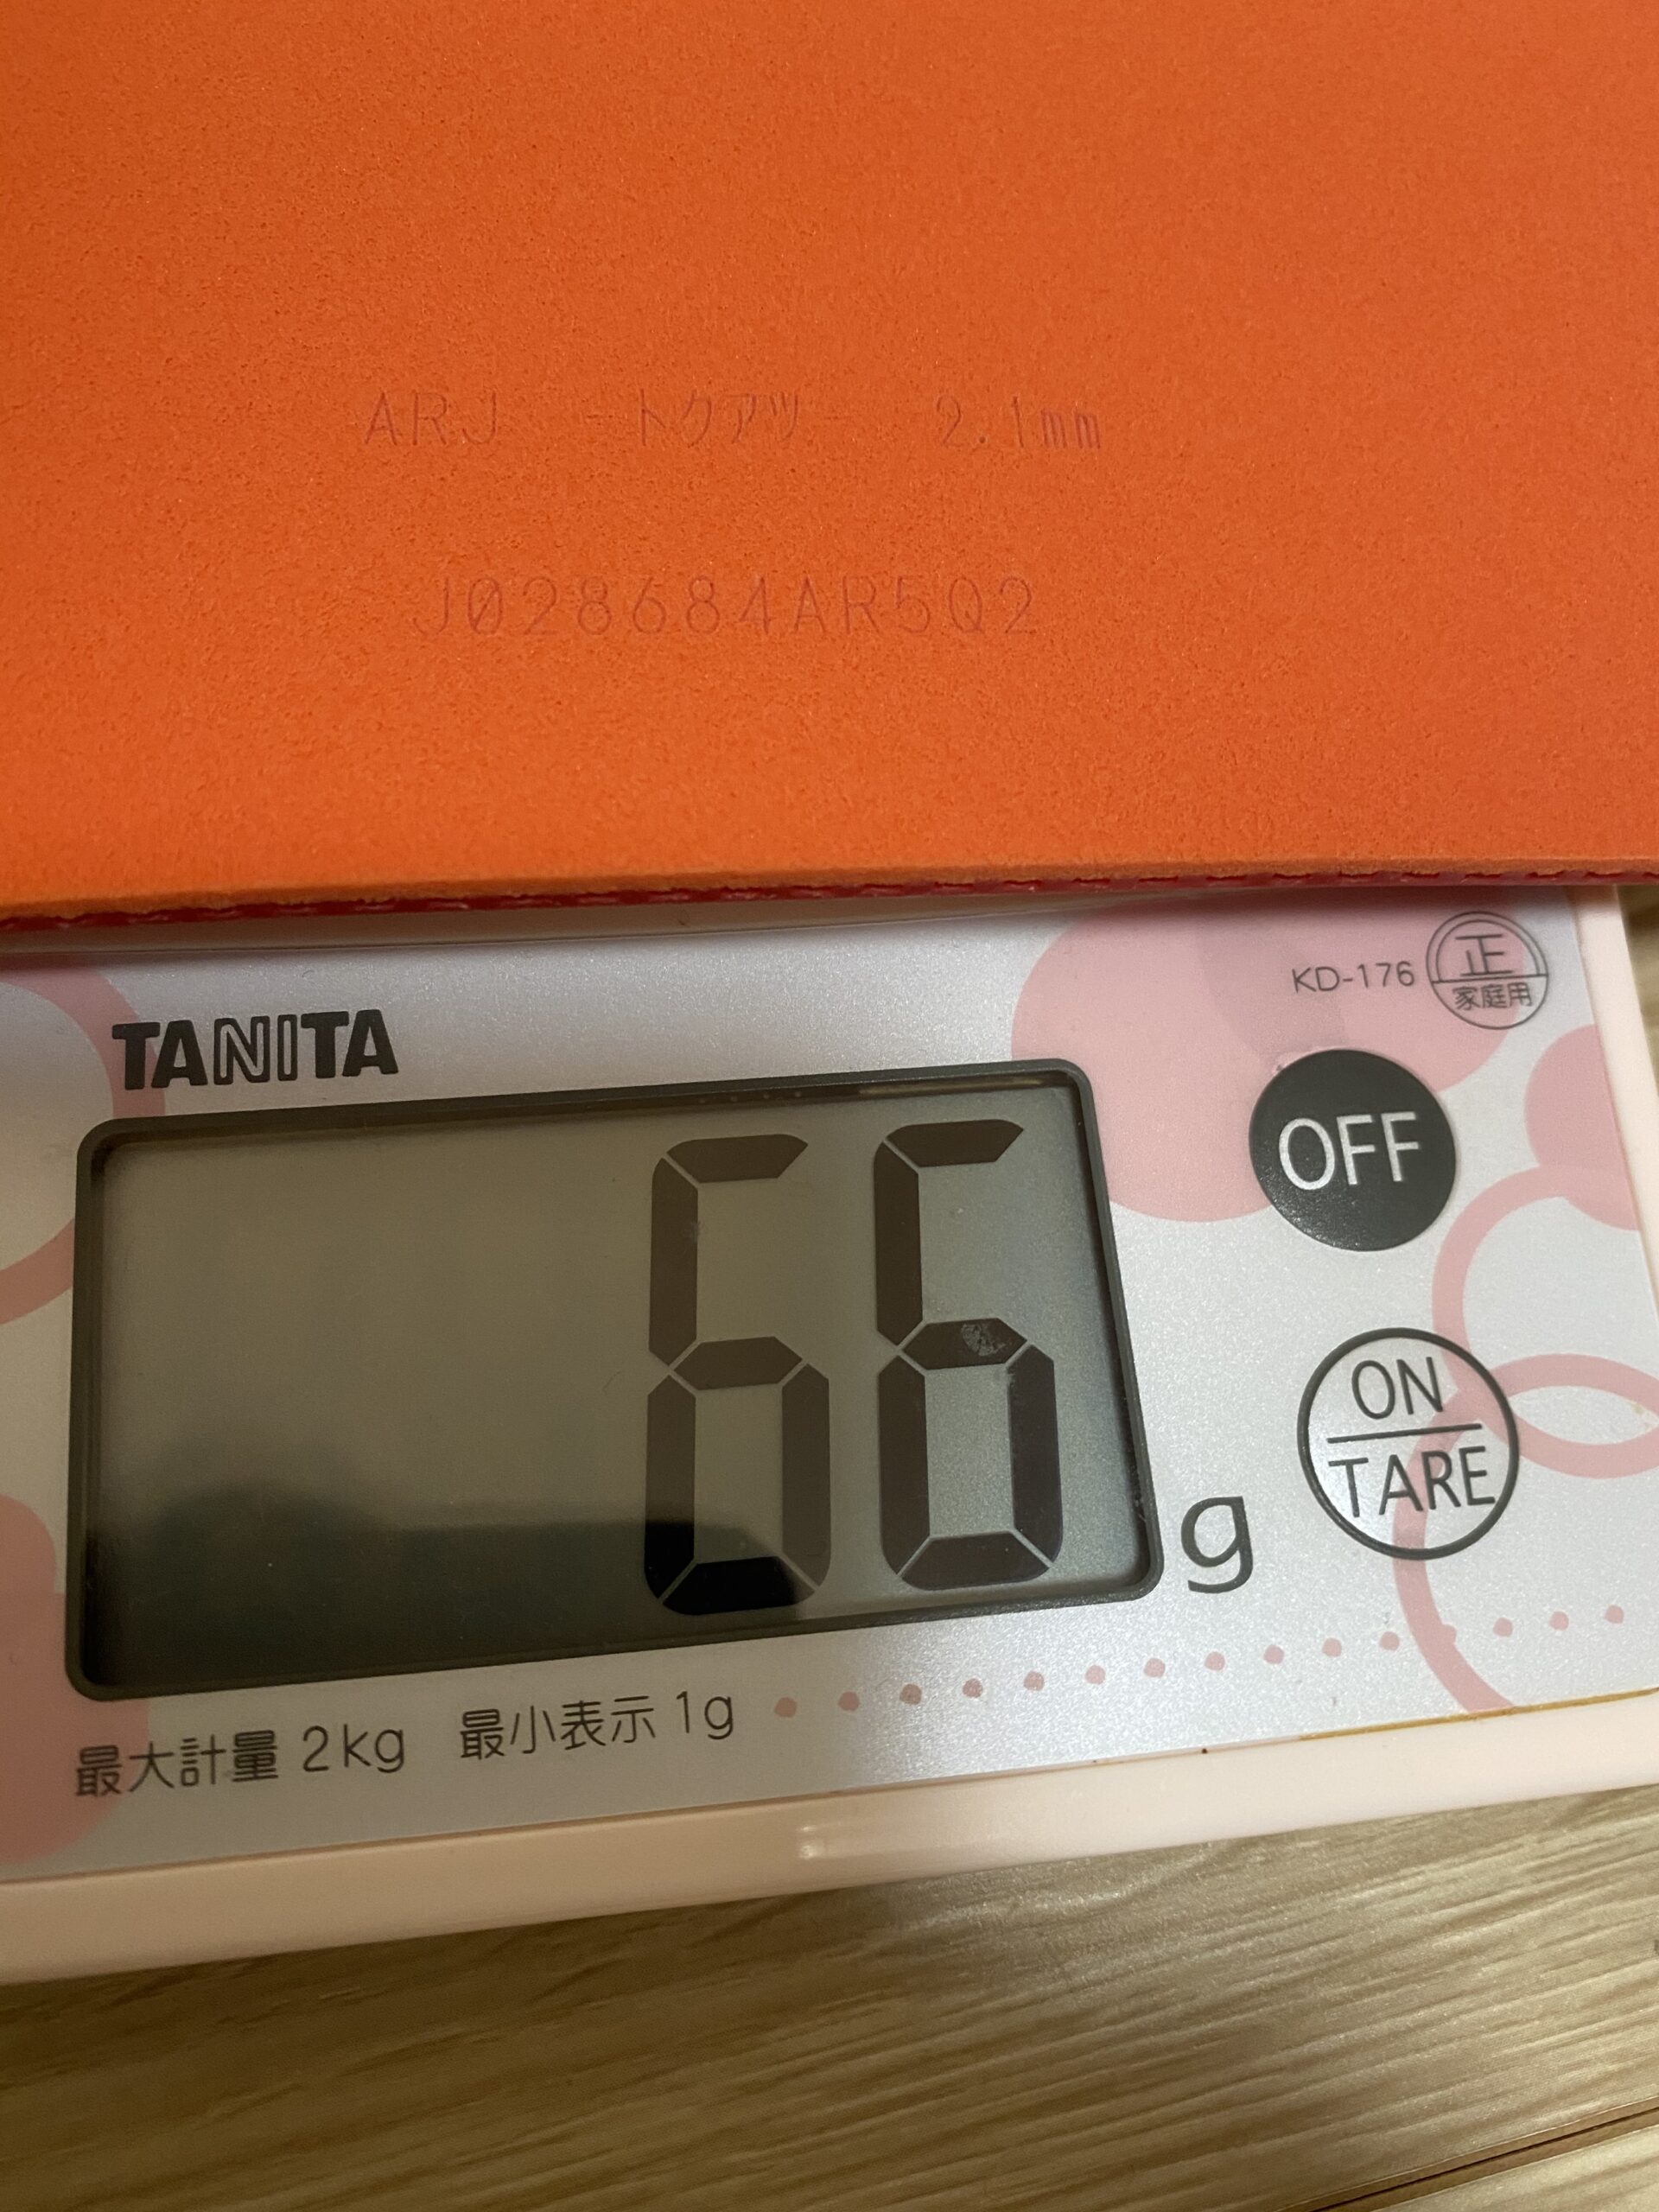 ARJ -トクアツ- 2.1mm
J028684AR5Q2
KD-176 正 家庭用
TANITA
OFF
66 g
ON
TARE
最大計量 2kg 最小表示 1g